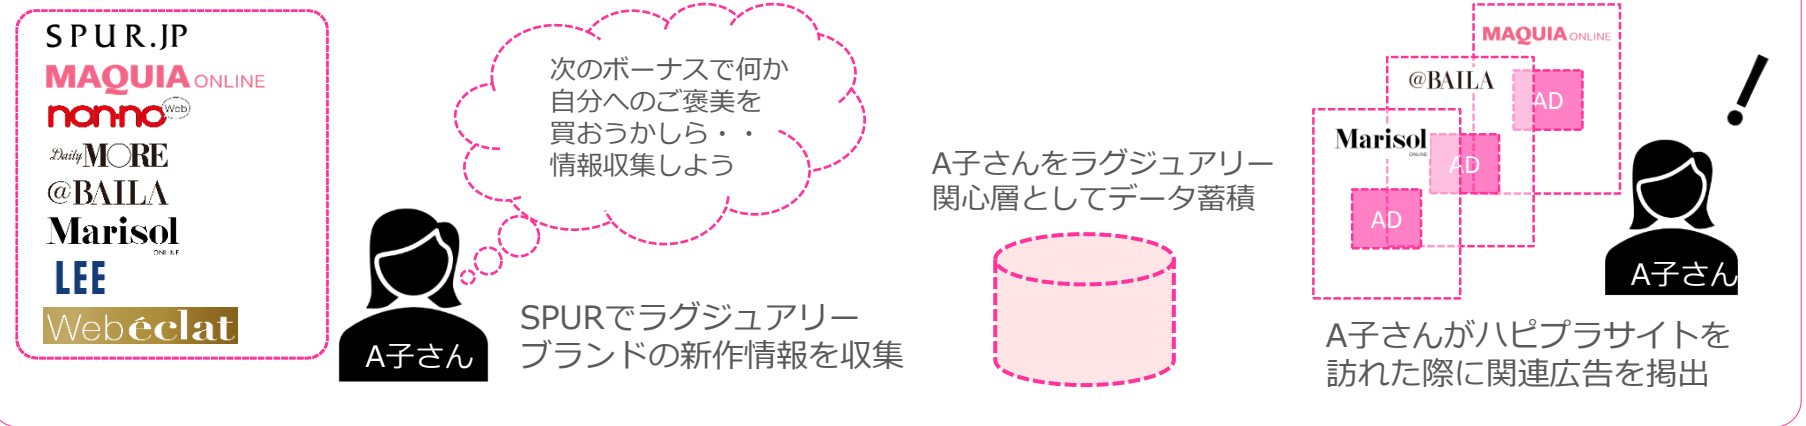 SPUR.JP
MAQUIA ONLINE
non-no Web
Daily MORE
@BAILA
Marisol
ONLINE
LEE
Web éclat
次のボーナスで何か
自分へのご褒美を
買おうかしら・・
情報収集しよう
A子さん
SPURでラグジュアリー
ブランドの新作情報を収集
A子さんをラグジュアリー
関心層としてデータ蓄積
MAQUIA ONLINE
AD
@BAILA
AD
Marisol
ONLINE
AD
!
A子さん
A子さんがハピプラサイトを
訪れた際に関連広告を掲出